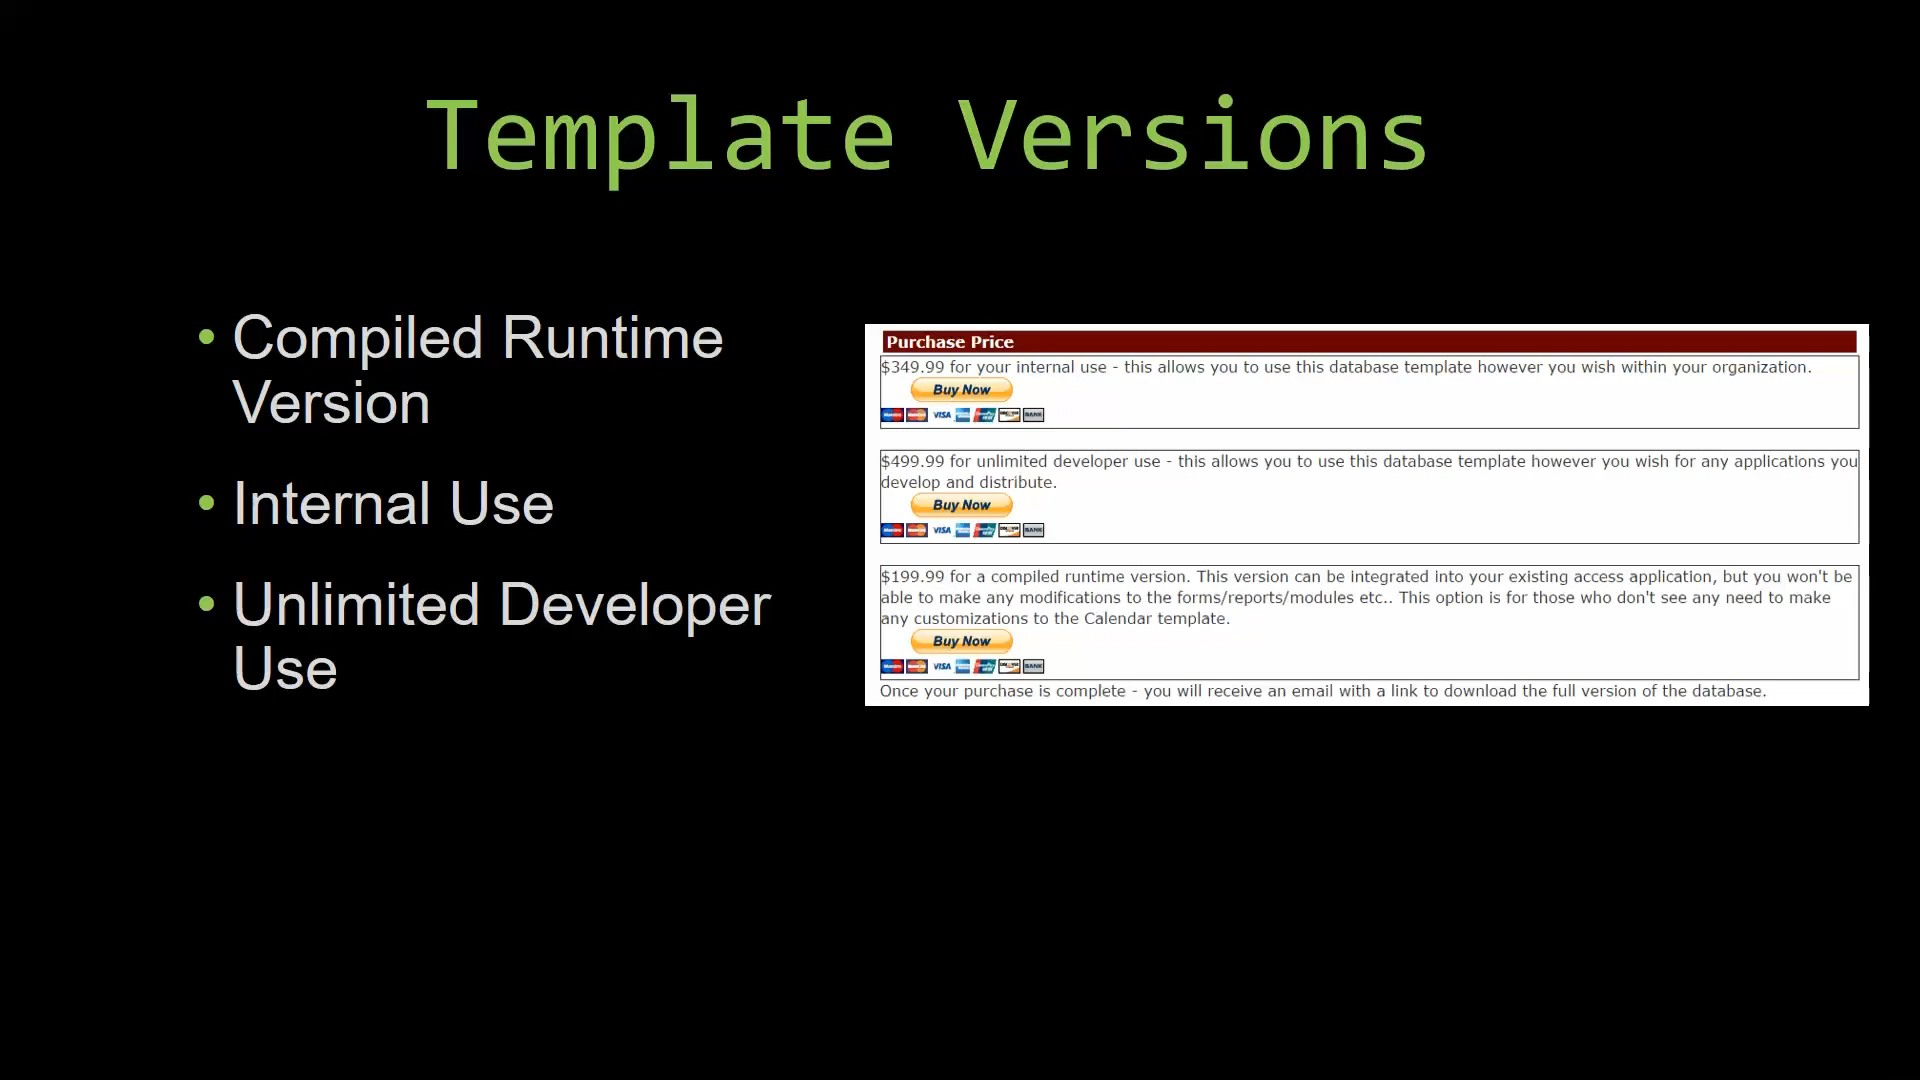 Template Versions
• Compiled Runtime
Version
• Internal Use
• Unlimited Developer
Use
Purchase Price
$349.99 for your internal use - this allows you to use this database template however you wish within your organization.
Buy Now
VISA BANK
$499.99 for unlimited developer use - this allows you to use this database template however you wish for any applications you
develop and distribute.
Buy Now
VISA BANK
$199.99 for a compiled runtime version. This version can be integrated into your existing access application, but you won't be
able to make any modifications to the forms/reports/modules etc.. This option is for those who don't see any need to make
any customizations to the Calendar template.
Buy Now
VISA BANK
Once your purchase is complete - you will receive an email with a link to download the full version of the database.